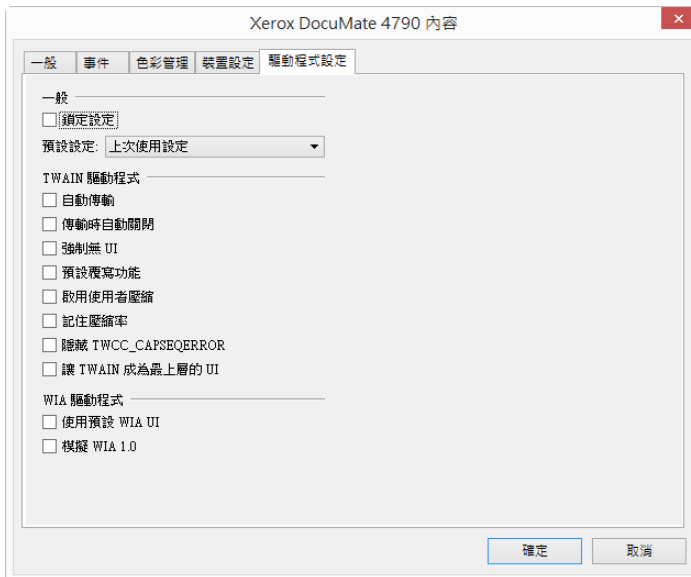 Xerox DocuMate 4790 內容
一般 事件 色彩管理 裝置設定 驅動程式設定
一般
鎖定設定
預設設定: 上次使用設定
TWAIN 驅動程式
自動傳輸
傳輸時自動關閉
強制無 UI
預設覆寫功能
啟用使用者壓縮
記住壓縮率
隱藏 TWCC_CAPSEQERROR
讓 TWAIN 成為最上層的 UI
WIA 驅動程式
使用預設 WIA UI
模擬 WIA 1.0
確定 取消